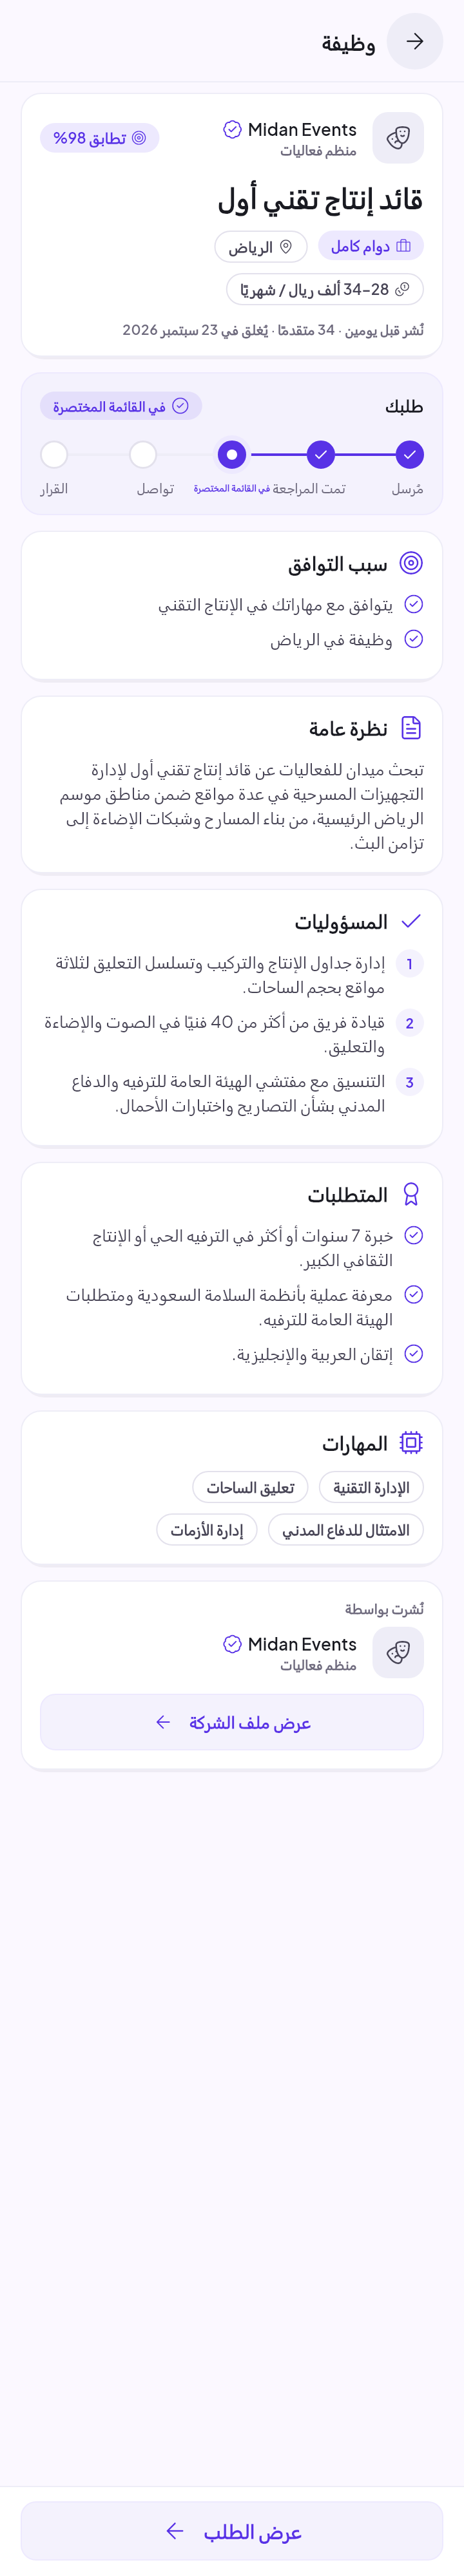 وظيفة
Midan Events
منظم فعاليات
تطابق 98%
قائد إنتاج تقني أول
دوام كامل
الرياض
28–34 ألف ريال / شهريًا
نُشر قبل يومين · 34 متقدمًا · يُغلق في 23 سبتمبر 2026
طلبك
في القائمة المختصرة
مُرسل
تمت المراجعة
في القائمة المختصرة
تواصل
القرار
سبب التوافق
يتوافق مع مهاراتك في الإنتاج التقني
وظيفة في الرياض
نظرة عامة
تبحث ميدان للفعاليات عن قائد إنتاج تقني أول لإدارة
التجهيزات المسرحية في عدة مواقع ضمن مناطق موسم
الرياض الرئيسية، من بناء المسارح وشبكات الإضاءة إلى
تزامن البث.
المسؤوليات
1
إدارة جداول الإنتاج والتركيب وتسلسل التعليق لثلاثة
مواقع بحجم الساحات.
2
قيادة فريق من أكثر من 40 فنيًا في الصوت والإضاءة
والتعليق.
3
التنسيق مع مفتشي الهيئة العامة للترفيه والدفاع
المدني بشأن التصاريح واختبارات الأحمال.
المتطلبات
خبرة 7 سنوات أو أكثر في الترفيه الحي أو الإنتاج
الثقافي الكبير.
معرفة عملية بأنظمة السلامة السعودية ومتطلبات
الهيئة العامة للترفيه.
إتقان العربية والإنجليزية.
المهارات
الإدارة التقنية
تعليق الساحات
الامتثال للدفاع المدني
إدارة الأزمات
نُشرت بواسطة
Midan Events
منظم فعاليات
عرض ملف الشركة
عرض الطلب